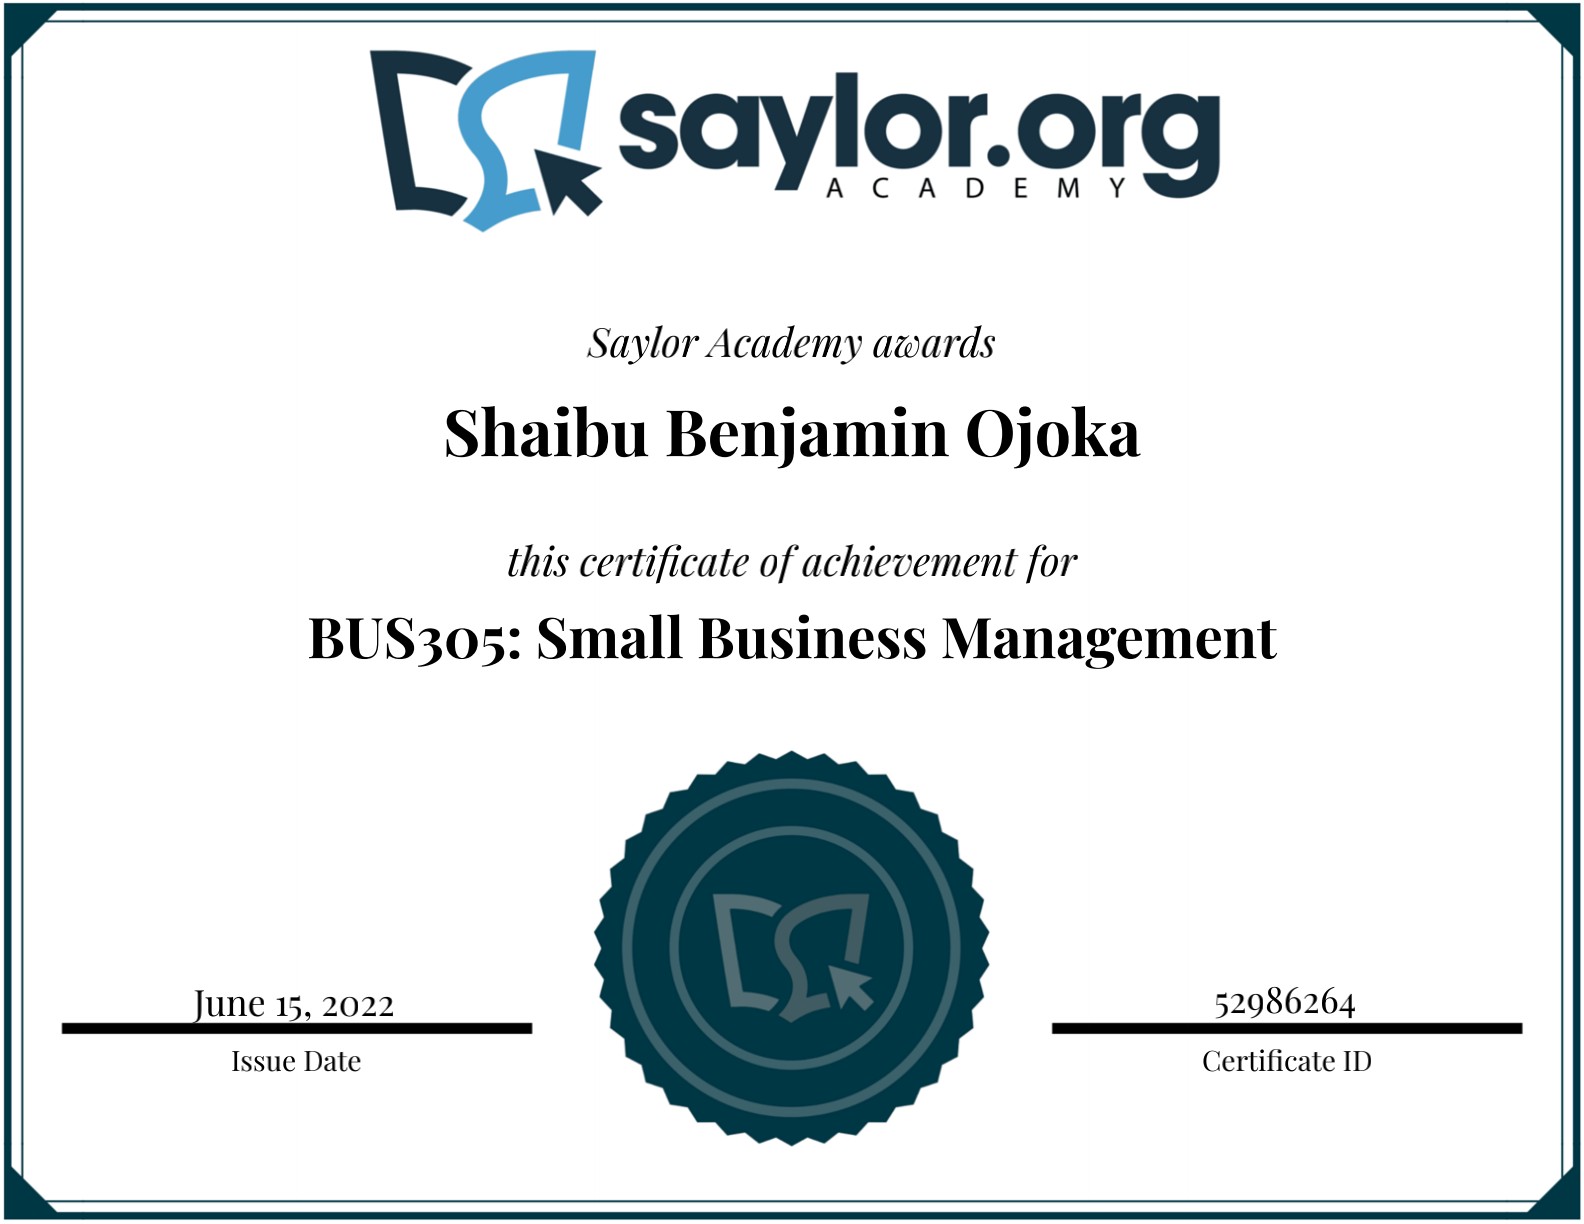 saylor.org
ACADEMY
Saylor Academy awards
Shaibu Benjamin Ojoka
this certificate of achievement for
BUS305: Small Business Management
June 15, 2022
Issue Date
52986264
Certificate ID